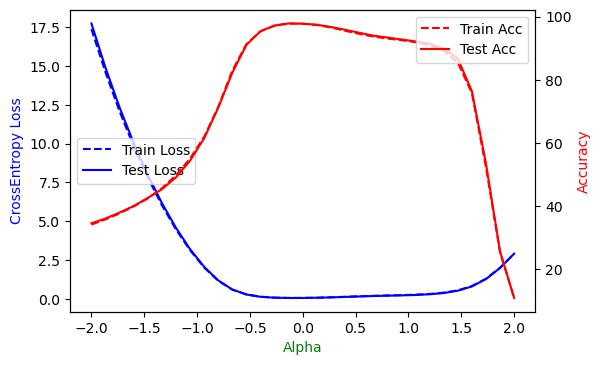 17.5
15.0
12.5
10.0
7.5
5.0
2.5
0.0
CrossEntropy Loss
Train Loss
Test Loss
Train Acc
Test Acc
100
80
60
40
20
Accuracy
−2.0 −1.5 −1.0 −0.5 0.0 0.5 1.0 1.5 2.0
Alpha